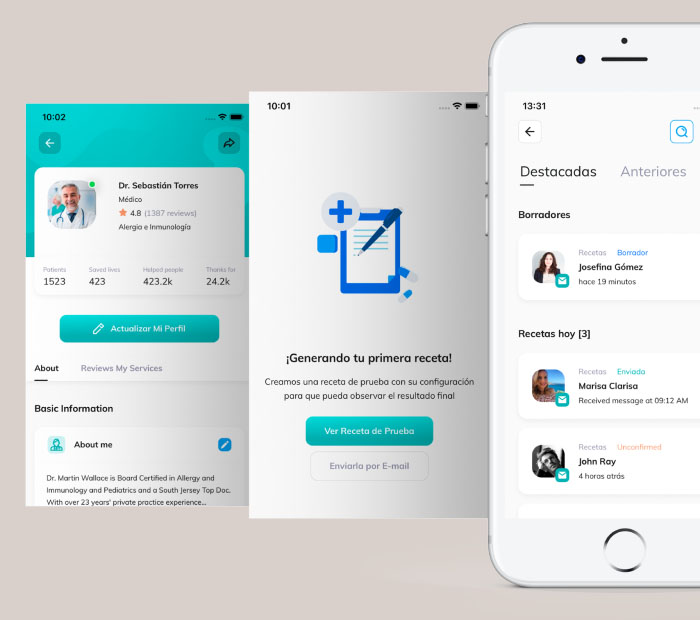 10:02
Dr. Sebastián Torres
Médico
4.8 (1387 reviews)
Alergia e Inmunología
Patients
Saved lives
Helped people
Thanks for
1523
423
423.2k
24.2k
Actualizar Mi Perfil
About
Reviews My Services
Basic Information
About me
Dr. Martin Wallace is Board Certified in Allergy and
Immunology and Pediatrics and a South Jersey Top Doc.
With over 23 years' private practice experience...
10:01
¡Generando tu primera receta!
Creamos una receta de prueba con su configuración
para que pueda observar el resultado final
Ver Receta de Prueba
Enviarla por E-mail
13:31
Destacadas
Anteriores
Borradores
Recetas Borrador
Josefina Gómez
hace 19 minutos
Recetas hoy [3]
Recetas Enviada
Marisa Clarisa
Received message at 09:12 AM
Recetas Unconfirmed
John Ray
4 horas atrás